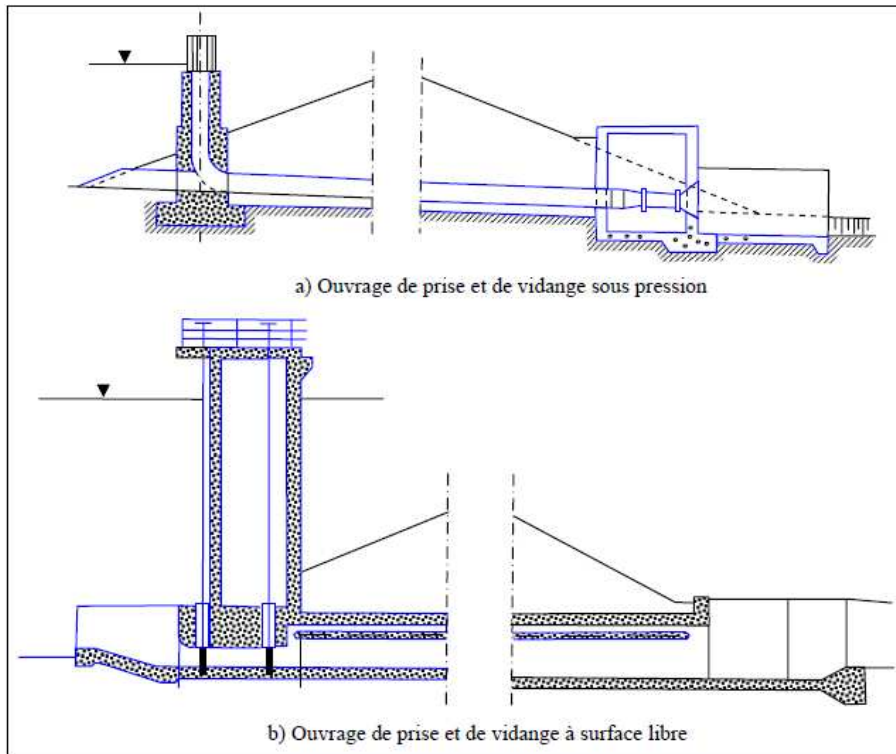 a) Ouvrage de prise et de vidange sous pression
b) Ouvrage de prise et de vidange à surface libre